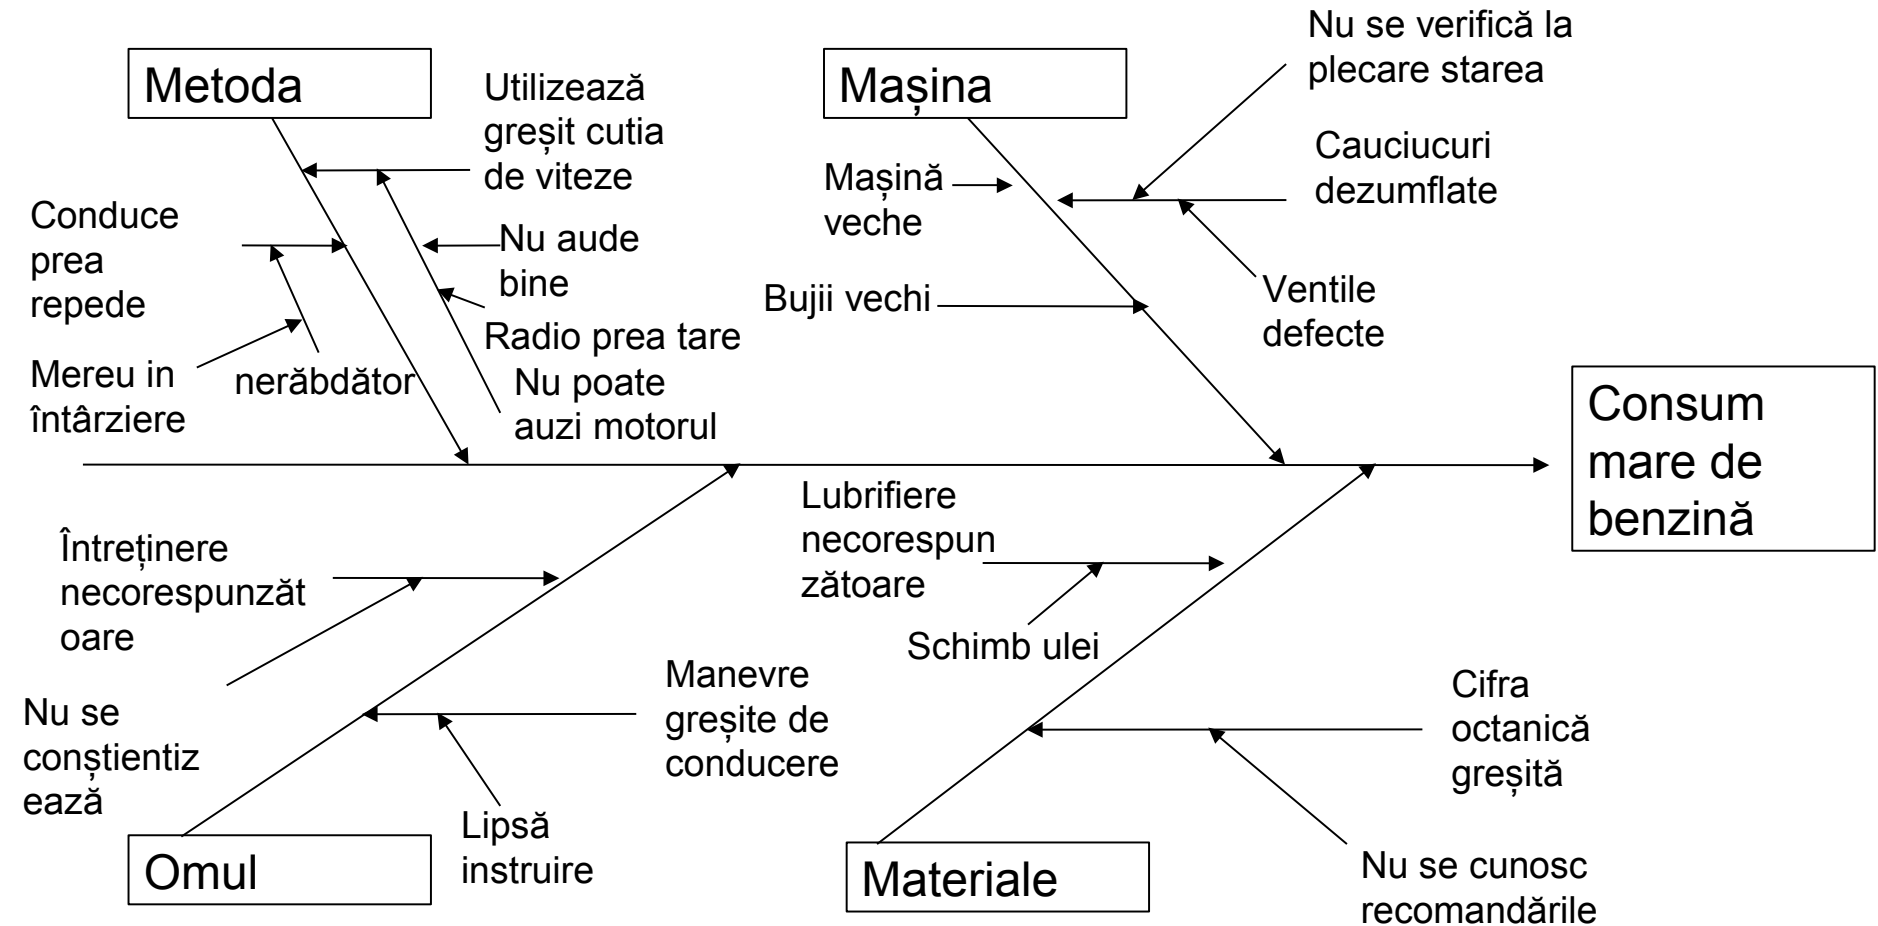 Metoda
Utilizează
greșit cutia
de viteze
Conduce
prea
repede
Nu aude
bine
Radio prea tare
Mereu in
întârziere
nerăbdător
Nu poate
auzi motorul
Mașina
Nu se verifică la
plecare starea
Cauciucuri
dezumflate
Mașină
veche
Bujii vechi
Ventile
defecte
Consum
mare de
benzină
Întreținere
necorespunzăt
oare
Nu se
conștientiz
ează
Manevre
greșite de
conducere
Lipsă
instruire
Omul
Lubrifiere
necorespun
zătoare
Schimb ulei
Cifra
octanică
greșită
Nu se cunosc
recomandările
Materiale